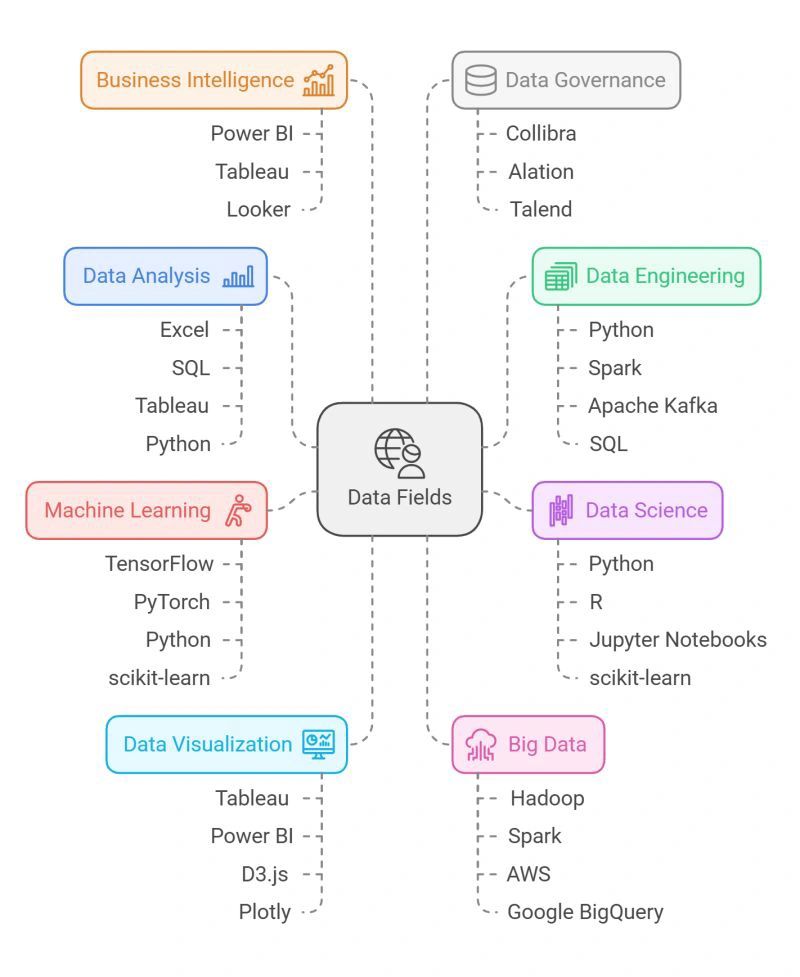 Business Intelligence
Power BI
Tableau
Looker
Data Governance
Collibra
Alation
Talend
Data Analysis
Excel
SQL
Tableau
Python
Data Engineering
Python
Spark
Apache Kafka
SQL
Data Fields
Machine Learning
TensorFlow
PyTorch
Python
scikit-learn
Data Science
Python
R
Jupyter Notebooks
scikit-learn
Data Visualization
Tableau
Power BI
D3.js
Plotly
Big Data
Hadoop
Spark
AWS
Google BigQuery